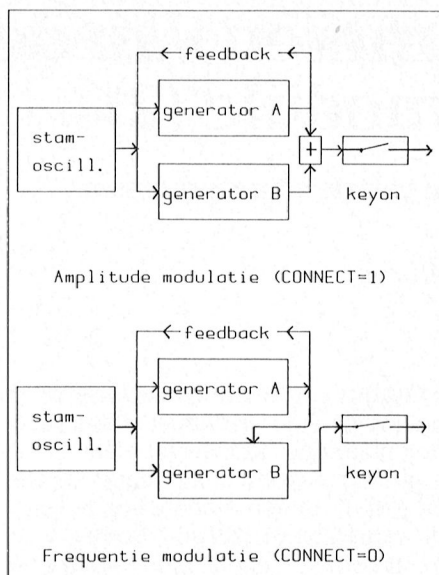 feedback
generator A
stam-
oscill.
+
generator B
keyon
Amplitude modulatie (CONNECT=1)
feedback
generator A
stam-
oscill.
generator B
keyon
Frequentie modulatie (CONNECT=0)